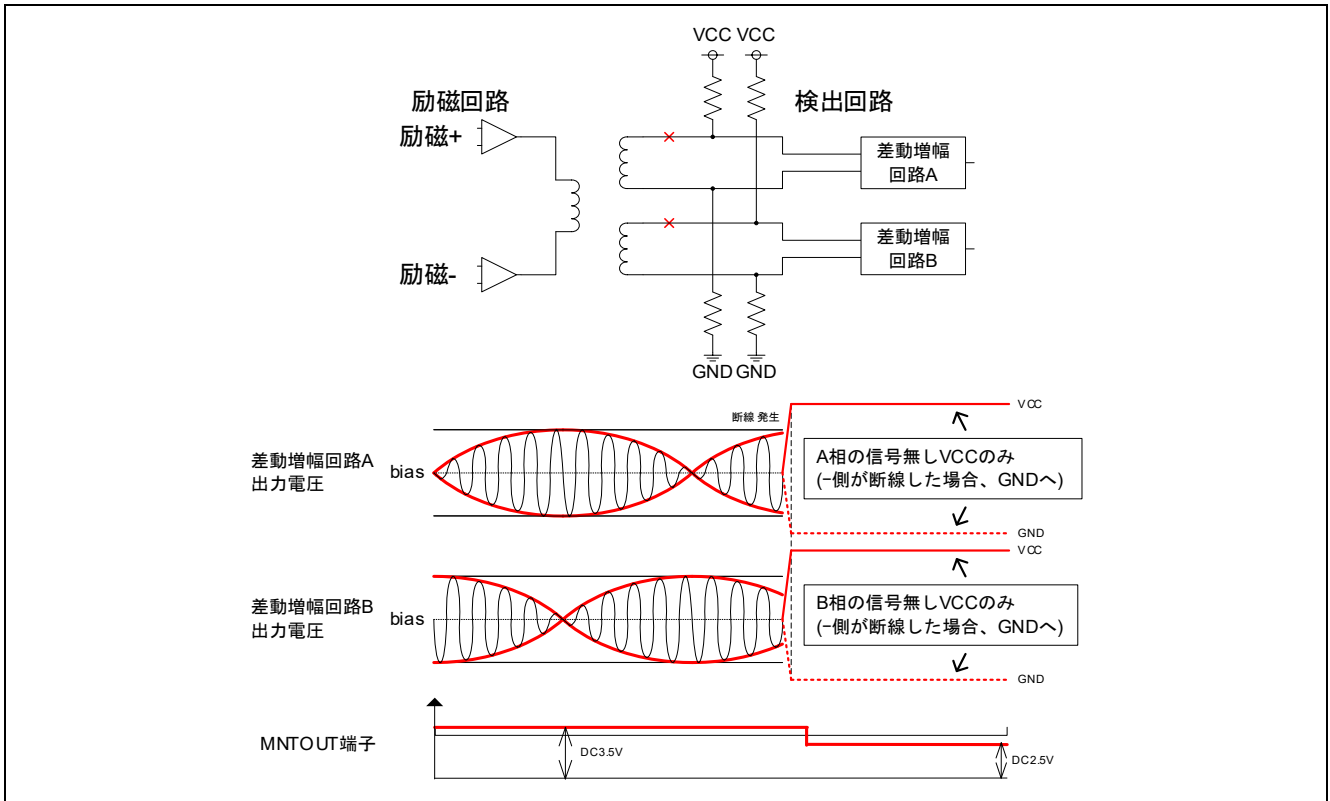 VCC VCC
励磁回路
検出回路
励磁+
差動増幅
回路A
差動増幅
回路B
励磁-
GND GND
断線 発生
VCC
差動増幅回路A
出力電圧
bias
A相の信号無しVCCのみ
(−側が断線した場合、GNDへ)
GND
VCC
差動増幅回路B
出力電圧
bias
B相の信号無しVCCのみ
(−側が断線した場合、GNDへ)
GND
MNTOUT端子
DC3.5V
DC2.5V